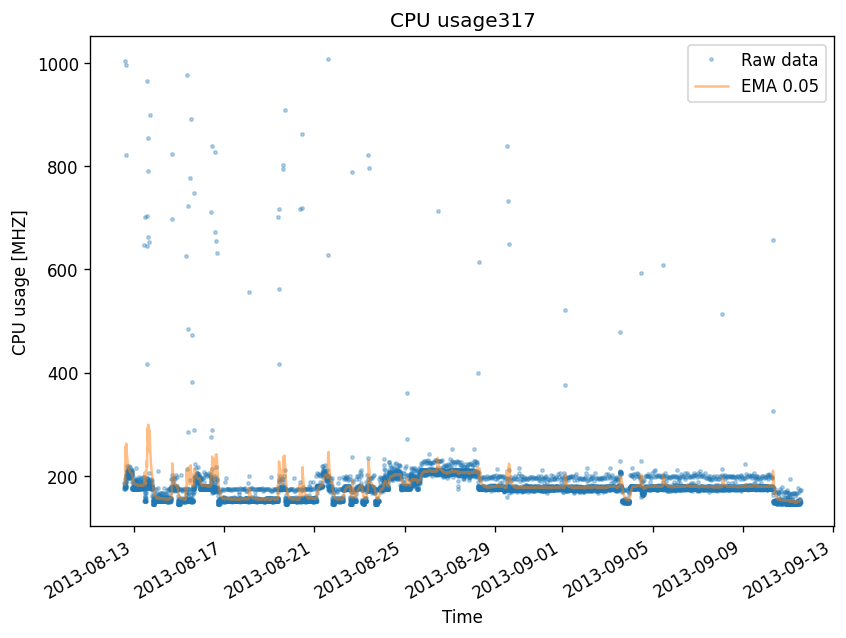 CPU usage317
Raw data
EMA 0.05
CPU usage [MHZ]
1000
800
600
400
200
2013-08-13
2013-08-17
2013-08-21
2013-08-25
2013-08-29
2013-09-01
2013-09-05
2013-09-09
2013-09-13
Time